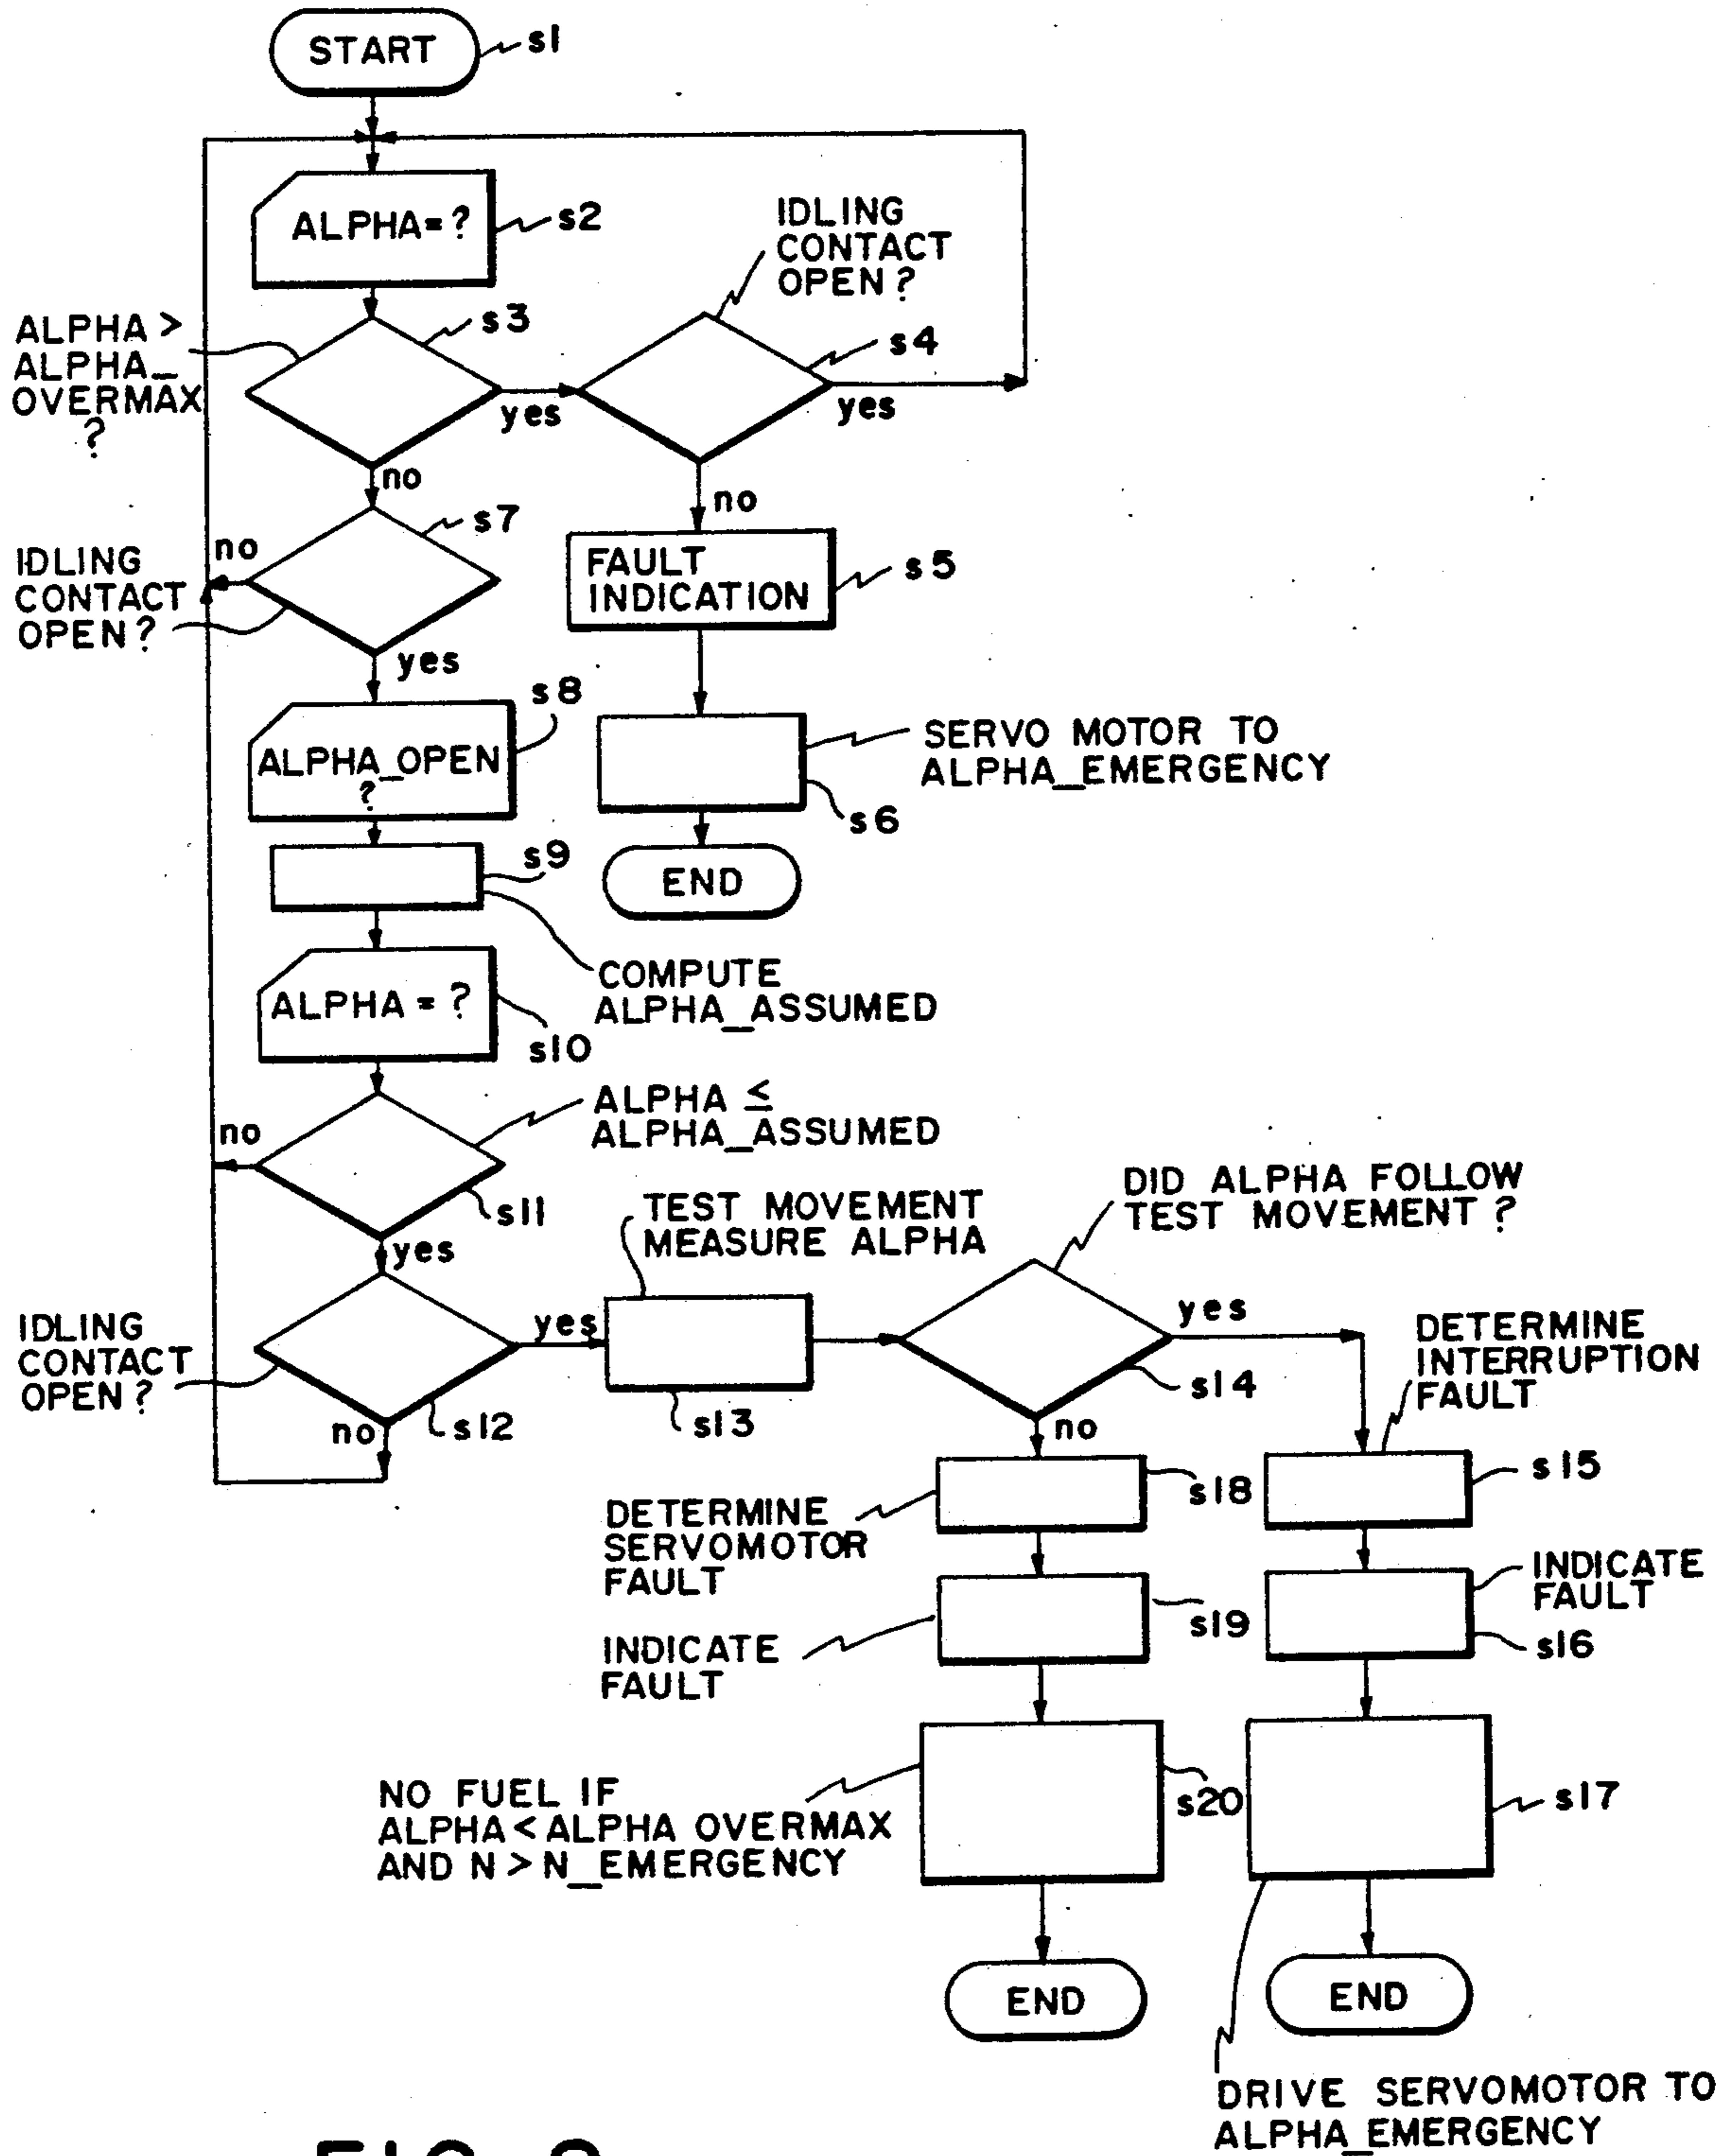 START
s1
ALPHA = ?
s2
IDLING
CONTACT
OPEN?
ALPHA >
ALPHA_
OVERMAX
?
s3
yes
s4
yes
no
no
s7
no
IDLING
CONTACT
OPEN?
yes
FAULT
INDICATION
s5
s8
ALPHA_OPEN
?
SERVO MOTOR TO
ALPHA_EMERGENCY
s6
END
s9
COMPUTE
ALPHA_ASSUMED
ALPHA = ?
s10
ALPHA ≤
ALPHA_ASSUMED
no
s11
yes
TEST MOVEMENT
MEASURE ALPHA
DID ALPHA FOLLOW
TEST MOVEMENT?
IDLING
CONTACT
OPEN?
yes
no
s12
s13
yes
s14
no
DETERMINE
INTERRUPTION
FAULT
s15
s18
DETERMINE
SERVOMOTOR
FAULT
INDICATE
FAULT
s16
s19
INDICATE
FAULT
NO FUEL IF
ALPHA < ALPHA OVERMAX
AND N > N_EMERGENCY
s20
s17
END
END
DRIVE SERVOMOTOR TO
ALPHA_EMERGENCY